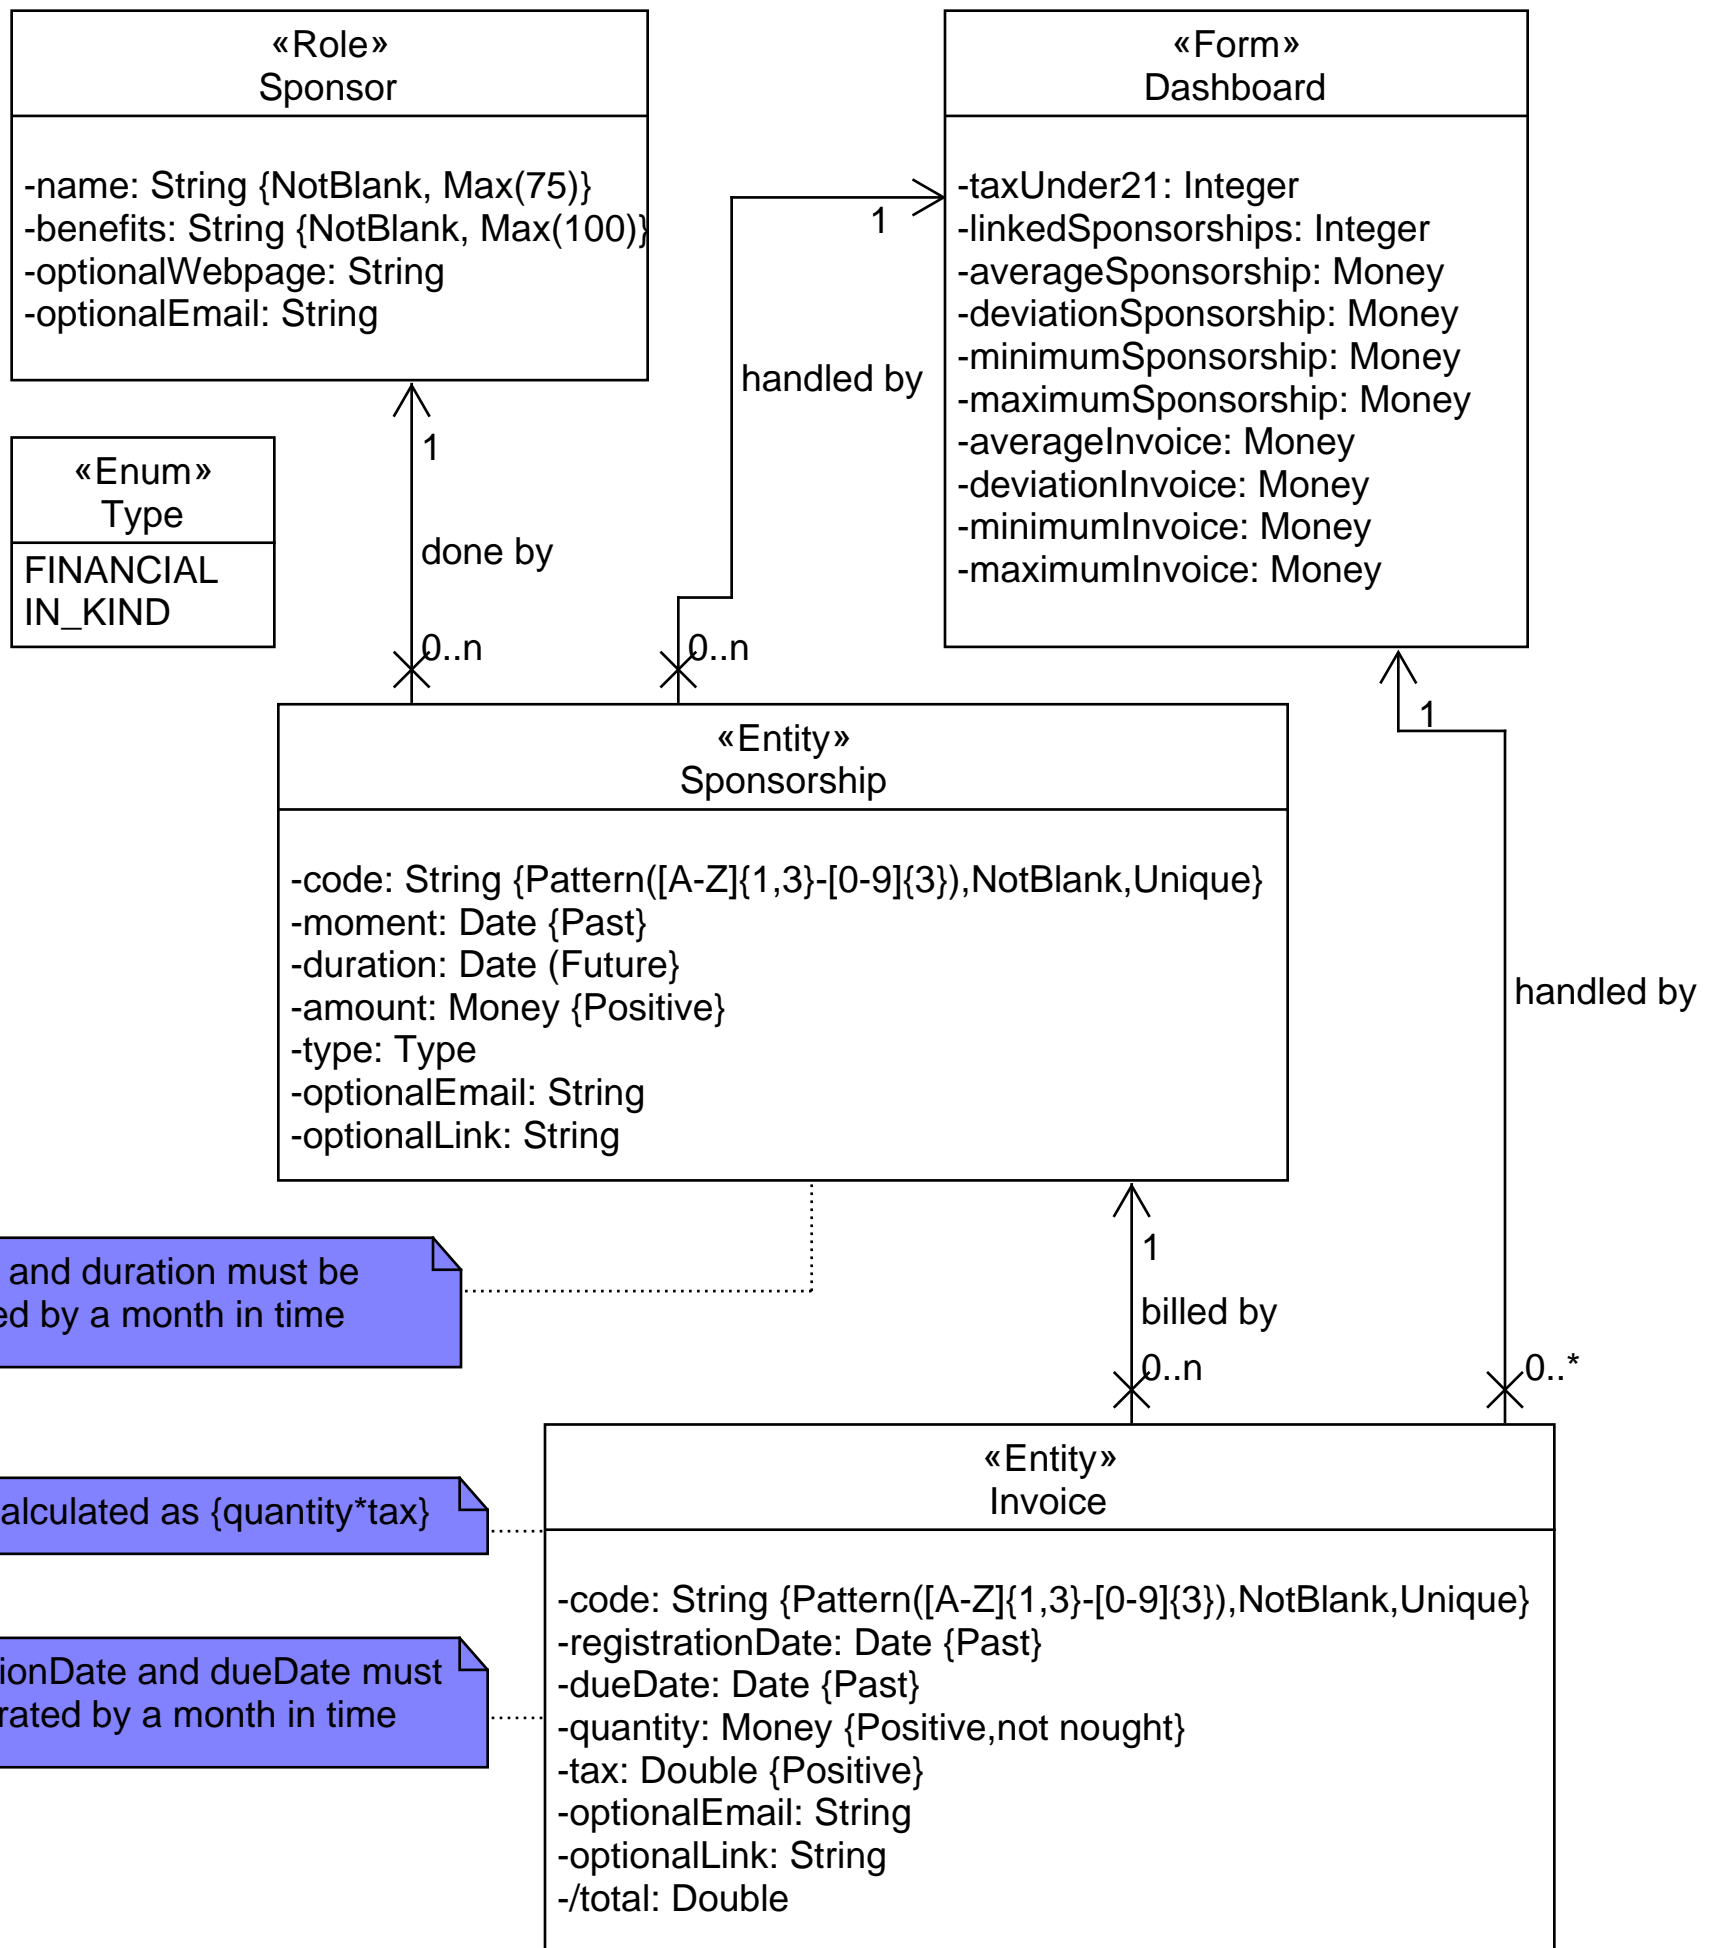 «Role»
Sponsor
-name: String {NotBlank, Max(75)}
-benefits: String {NotBlank, Max(100)}
-optionalWebpage: String
-optionalEmail: String
«Form»
Dashboard
-taxUnder21: Integer
-linkedSponsorships: Integer
-averageSponsorship: Money
-deviationSponsorship: Money
-minimumSponsorship: Money
-maximumSponsorship: Money
-averageInvoice: Money
-deviationInvoice: Money
-minimumInvoice: Money
-maximumInvoice: Money
1
handled by
0..n
1
done by
0..n
«Enum»
Type
FINANCIAL
IN_KIND
«Entity»
Sponsorship
-code: String {Pattern([A-Z]{1,3}-[0-9]{3}),NotBlank,Unique}
-moment: Date {Past}
-duration: Date (Future}
-amount: Money {Positive}
-type: Type
-optionalEmail: String
-optionalLink: String
1
handled by
0..*
and duration must be
ed by a month in time
1
billed by
0..n
alculated as {quantity*tax}
ionDate and dueDate must
rated by a month in time
«Entity»
Invoice
-code: String {Pattern([A-Z]{1,3}-[0-9]{3}),NotBlank,Unique}
-registrationDate: Date {Past}
-dueDate: Date {Past}
-quantity: Money {Positive,not nought}
-tax: Double {Positive}
-optionalEmail: String
-optionalLink: String
-/total: Double